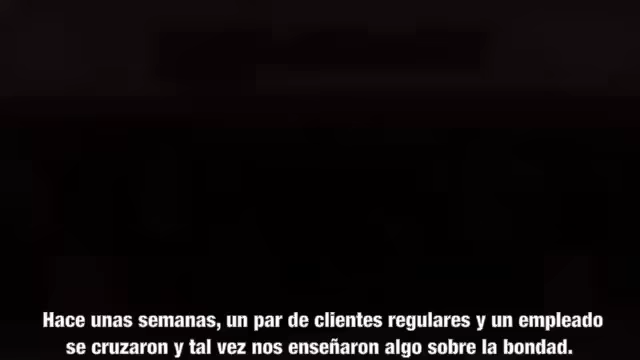 Hace unas semanas, un par de clientes regulares y un empleado
se cruzaron y tal vez nos enseñaron algo sobre la bondad.